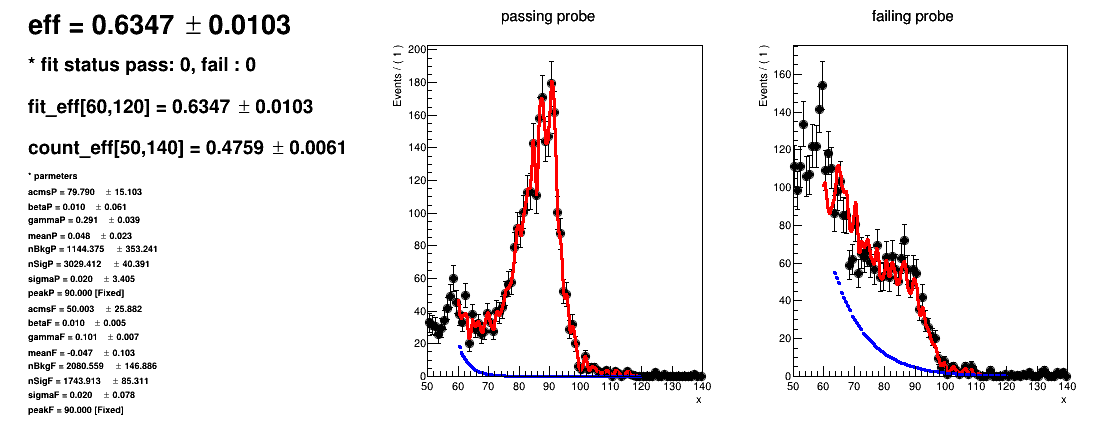 eff = 0.6347 ± 0.0103
* fit status pass: 0, fail : 0
fit_eff[60,120] = 0.6347 ± 0.0103
count_eff[50,140] = 0.4759 ± 0.0061
* parmeters
acmsP = 79.790 ± 15.103
betaP = 0.010 ± 0.061
gammaP = 0.291 ± 0.039
meanP = 0.048 ± 0.023
nBkgP = 1144.375 ± 353.241
nSigP = 3029.412 ± 40.391
sigmaP = 0.020 ± 3.405
peakP = 90.000 [Fixed]
acmsF = 50.003 ± 25.882
betaF = 0.010 ± 0.005
gammaF = 0.101 ± 0.007
meanF = -0.047 ± 0.103
nBkgF = 2080.559 ± 146.886
nSigF = 1743.913 ± 85.311
sigmaF = 0.020 ± 0.078
peakF = 90.000 [Fixed]
passing probe
Events / ( 1 )
200
180
160
140
120
100
80
60
40
20
0
50 60 70 80 90 100 110 120 130 140
x
failing probe
Events / ( 1 )
160
140
120
100
80
60
40
20
0
50 60 70 80 90 100 110 120 130 140
x